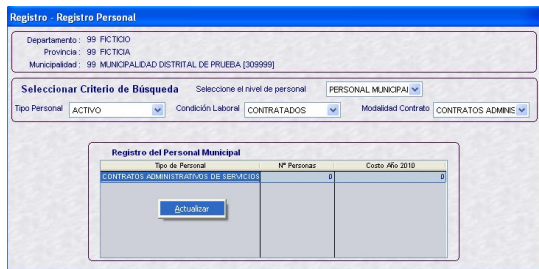 Registro - Registro Personal
Departamento : 99 FICTICIO
Provincia : 99 FICTICIA
Municipalidad : 99 MUNICIPALIDAD DISTRITAL DE PRUEBA [309999]
Seleccionar Criterio de Búsqueda Seleccione el nivel de personal PERSONAL MUNICIPAL
Tipo Personal ACTIVO Condición Laboral CONTRATADOS Modalidad Contrato CONTRATOS ADMINIS
Registro del Personal Municipal
Tipo de Personal Nº Personas Costo Año 2010
CONTRATOS ADMINISTRATIVOS DE SERVICIOS 0 0
Actualizar